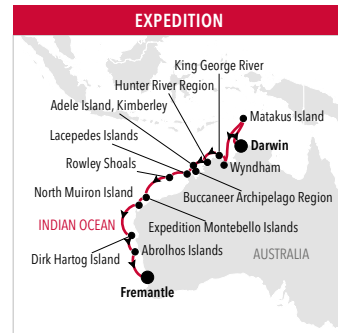 EXPEDITION
King George River
Hunter River Region
Adele Island, Kimberley
Matakus Island
Lacepedes Islands
Darwin
Rowley Shoals
Wyndham
North Muiron Island
Buccaneer Archipelago Region
INDIAN OCEAN
Expedition Montebello Islands
Dirk Hartog Island
Abrolhos Islands
AUSTRALIA
Fremantle